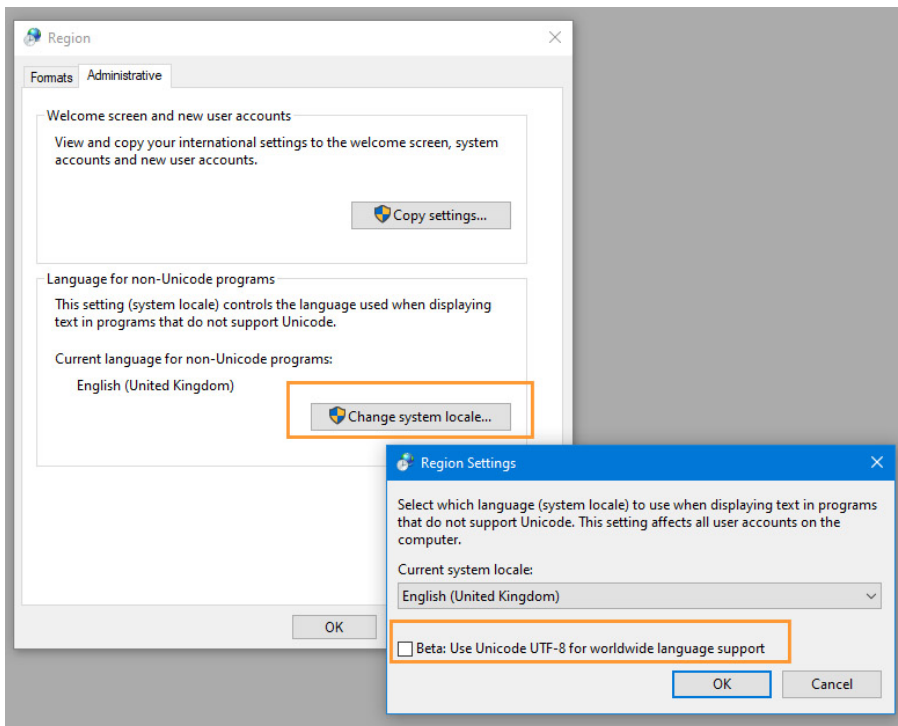 Region
Formats
Administrative
Welcome screen and new user accounts
View and copy your international settings to the welcome screen, system
accounts and new user accounts.
Copy settings...
Language for non-Unicode programs
This setting (system locale) controls the language used when displaying
text in programs that do not support Unicode.
Current language for non-Unicode programs:
English (United Kingdom)
Change system locale...
OK
Region Settings
Select which language (system locale) to use when displaying text in programs
that do not support Unicode. This setting affects all user accounts on the
computer.
Current system locale:
English (United Kingdom)
Beta: Use Unicode UTF-8 for worldwide language support
OK
Cancel